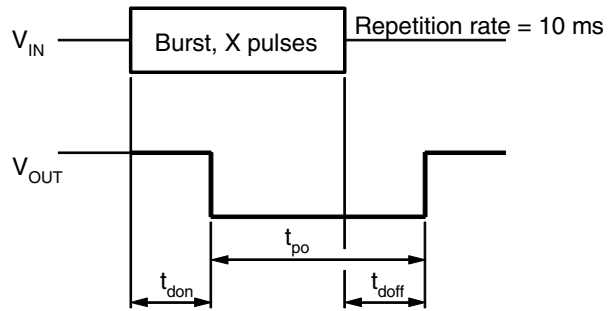 V_IN
Burst, X pulses
Repetition rate = 10 ms
V_OUT
t_po
t_don
t_doff